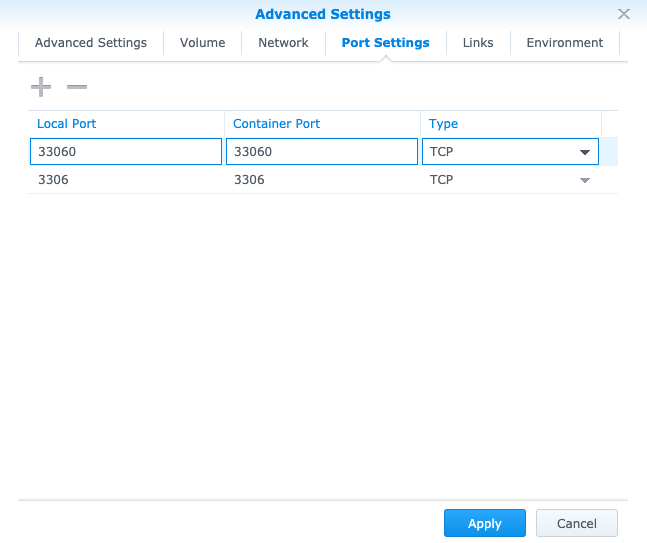 Advanced Settings
Advanced Settings Volume Network Port Settings Links Environment
Local Port Container Port Type
33060 33060 TCP
3306 3306 TCP
Apply Cancel